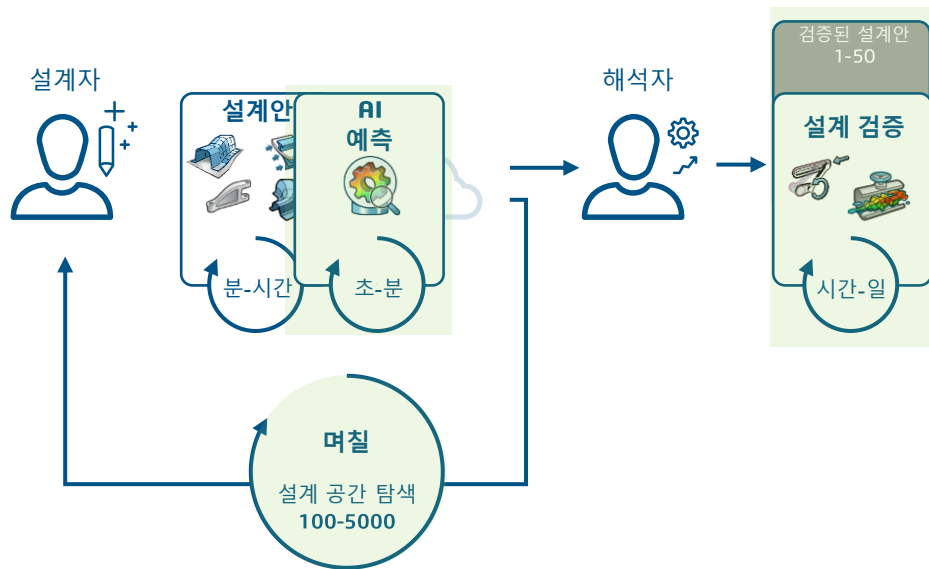 설계자
설계안
분-시간
AI
예측
초-분
해석자
검증된 설계안
1-50
설계 검증
시간-일
며칠
설계 공간 탐색
100-5000